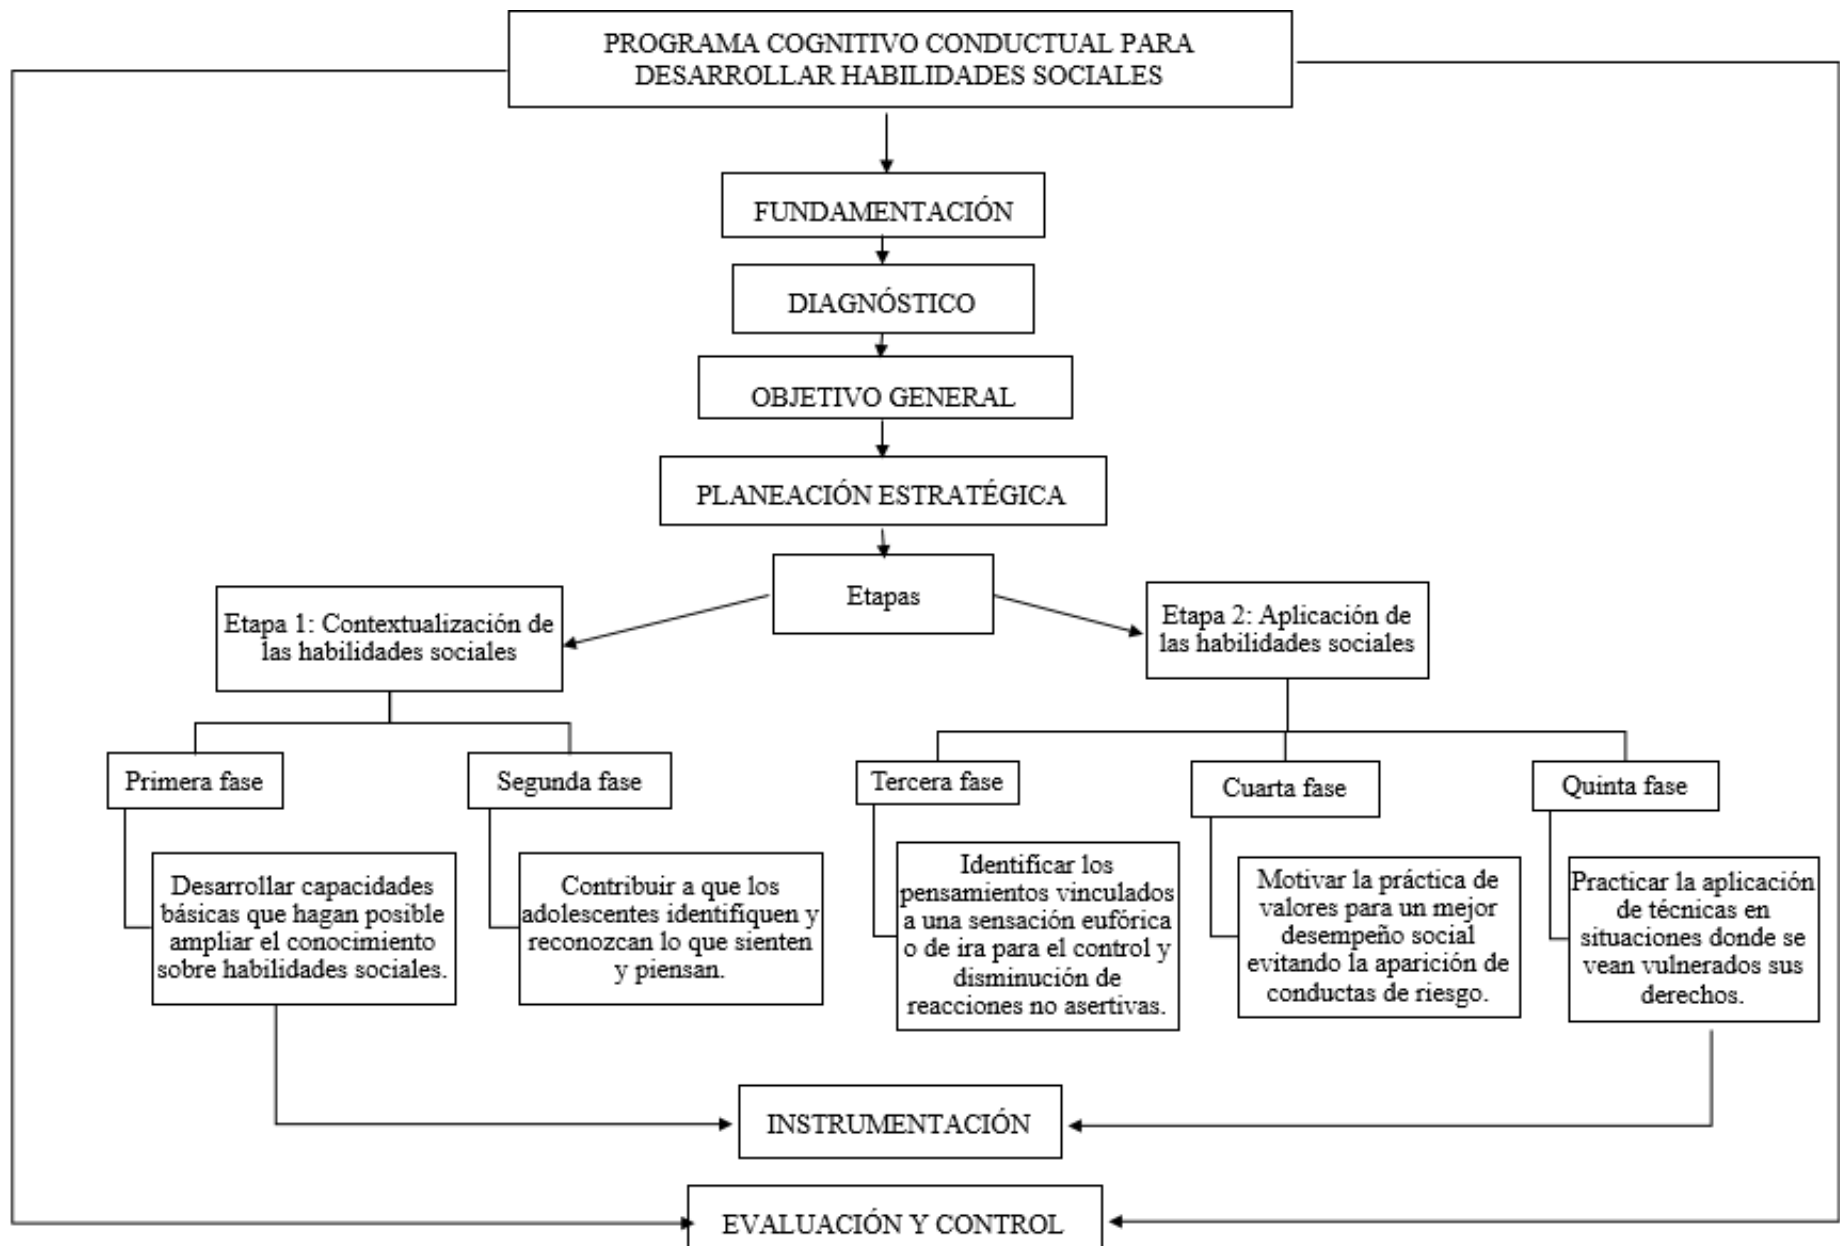 PROGRAMA COGNITIVO CONDUCTUAL PARA
DESARROLLAR HABILIDADES SOCIALES
FUNDAMENTACIÓN
DIAGNÓSTICO
OBJETIVO GENERAL
PLANEACIÓN ESTRATÉGICA
Etapas
Etapa 1: Contextualización de
las habilidades sociales
Etapa 2: Aplicación de
las habilidades sociales
Primera fase
Segunda fase
Tercera fase
Cuarta fase
Quinta fase
Desarrollar capacidades
básicas que hagan posible
ampliar el conocimiento
sobre habilidades sociales.
Contribuir a que los
adolescentes identifiquen y
reconozcan lo que sienten
y piensan.
Identificar los
pensamientos vinculados
a una sensación eufórica
o de ira para el control y
disminución de
reacciones no asertivas.
Motivar la práctica de
valores para un mejor
desempeño social
evitando la aparición de
conductas de riesgo.
Practicar la aplicación
de técnicas en
situaciones donde se
vean vulnerados sus
derechos.
INSTRUMENTACIÓN
EVALUACIÓN Y CONTROL